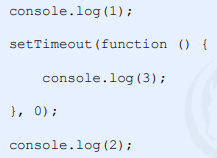 console.log(1);
setTimeout(function () {
console.log(3);
}, 0);
console.log(2);